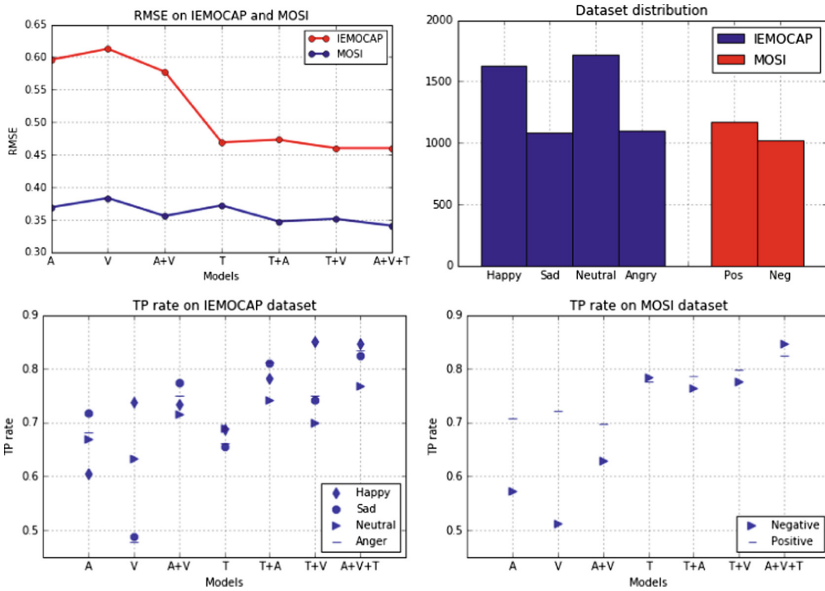 RMSE on IEMOCAP and MOSI
0.65
0.60
0.55
0.50
0.45
0.40
0.35
0.30
RMSE
IEMOCAP
MOSI
A V A+V T T+A T+V A+V+T
Models
Dataset distribution
2000
1500
1000
500
0
IEMOCAP
MOSI
Happy Sad Neutral Angry Pos Neg
TP rate on IEMOCAP dataset
0.9
0.8
0.7
0.6
0.5
TP rate
Happy
Sad
Neutral
Anger
A V A+V T T+A T+V A+V+T
Models
TP rate on MOSI dataset
0.9
0.8
0.7
0.6
0.5
TP rate
Negative
Positive
A V A+V T T+A T+V A+V+T
Models